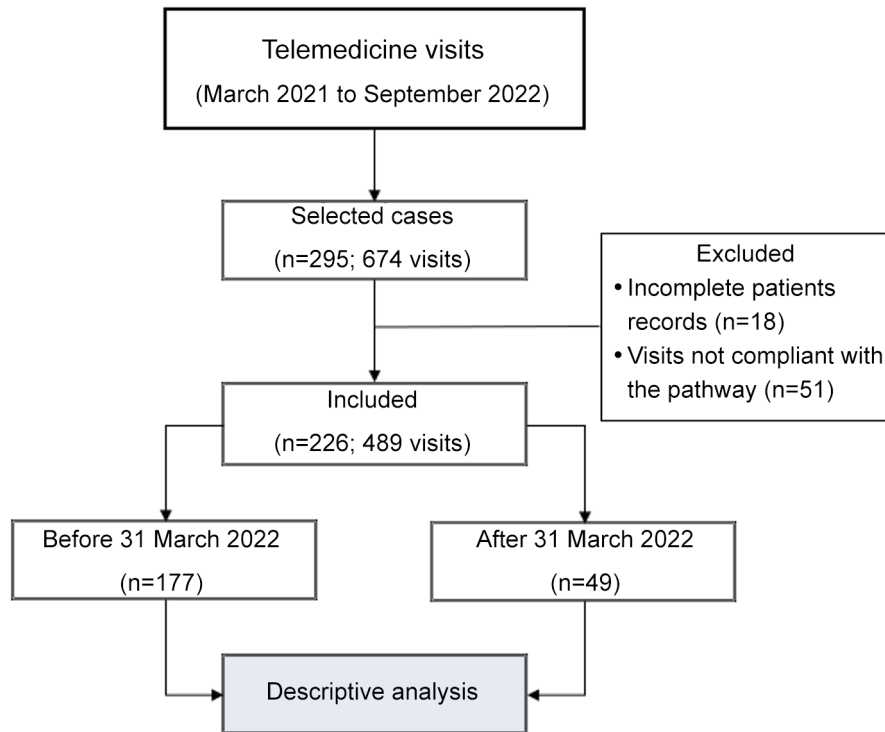 Telemedicine visits
(March 2021 to September 2022)
Selected cases
(n=295; 674 visits)
Excluded
• Incomplete patients
records (n=18)
• Visits not compliant with
the pathway (n=51)
Included
(n=226; 489 visits)
Before 31 March 2022
(n=177)
After 31 March 2022
(n=49)
Descriptive analysis